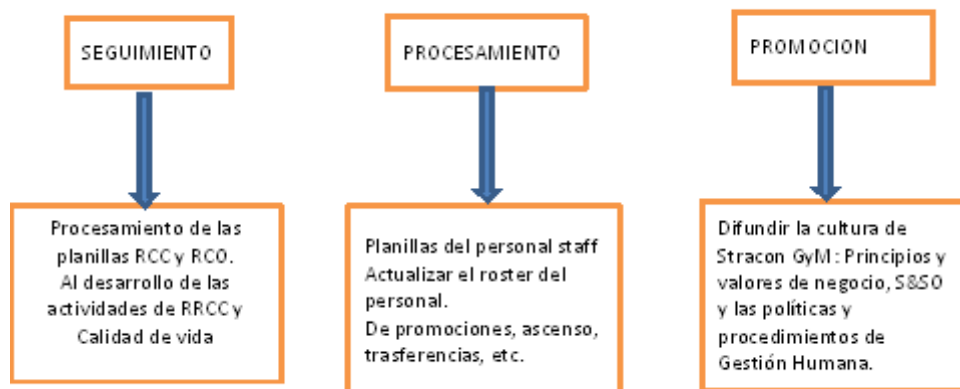 SEGUIMIENTO
PROCESAMIENTO
PROMOCION
Procesamiento de las
planillas RCC y RCO.
Al desarrollo de las
actividades de RRCC y
Calidad de vida
Planillas del personal staff
Actualizar el roster del
personal.
De promociones, ascenso,
trasferencias, etc.
Difundir la cultura de
Stracon GyM: Principios y
valores de negocio, S&SO
y las políticas y
procedimientos de
Gestión Humana.